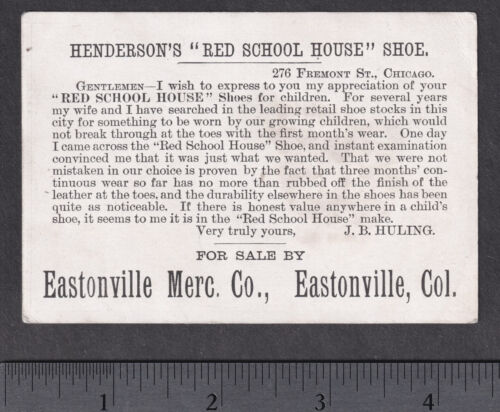 HENDERSON'S "RED SCHOOL HOUSE" SHOE.
276 FREMONT ST., CHICAGO.
GENTLEMEN—I wish to express to you my appreciation of your
"RED SCHOOL HOUSE" Shoes for children. For several years
my wife and I have searched in the leading retail shoe stocks in this
city for something to be worn by our growing children, which would
not break through at the toes with the first month's wear. One day
I came across the "Red School House" Shoe, and instant examination
convinced me that it was just what we wanted. That we were not
mistaken in our choice is proven by the fact that three months' con-
tinuous wear so far has no more than rubbed off the finish of the
leather at the toes, and the durability elsewhere in the shoes has been
quite as noticeable. If there is honest value anywhere in a child's
shoe, it seems to me it is in the "Red School House" make.
Very truly yours, J. B. HULING.
FOR SALE BY
Eastonville Merc. Co., Eastonville, Col.
1 2 3 4